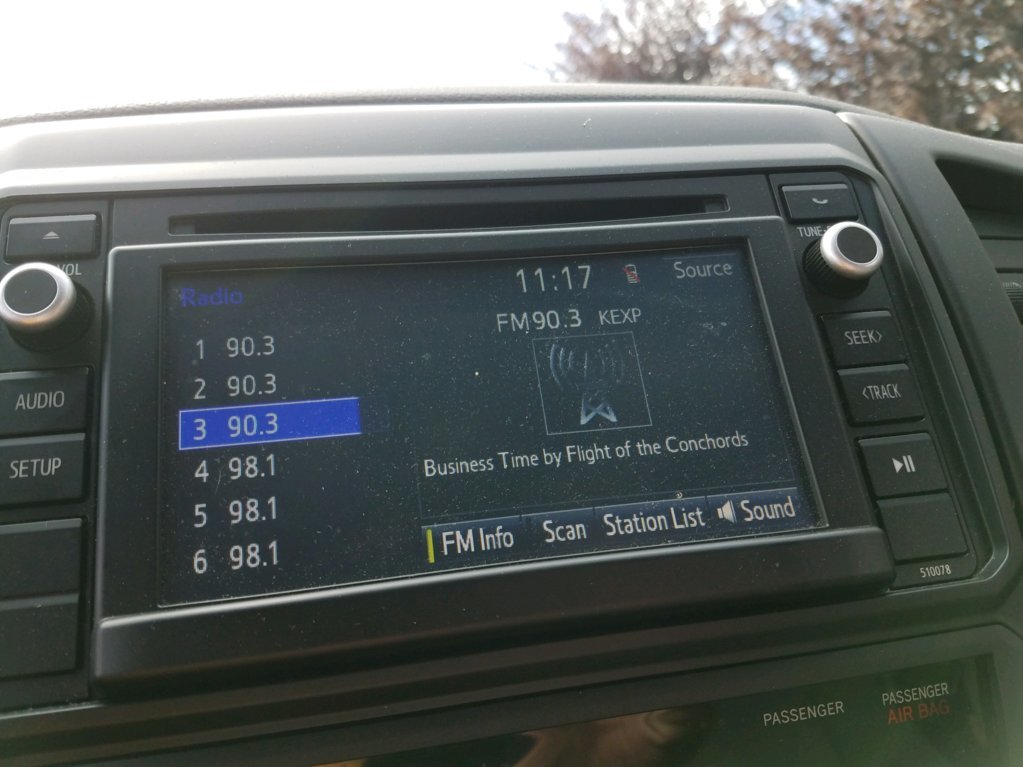 VOL
AUDIO
SETUP
Radio
11:17
Source
FM90.3 KEXP
1 90.3
2 90.3
3 90.3
4 98.1
5 98.1
6 98.1
Business Time by Flight of the Conchords
FM Info
Scan
Station List
Sound
TUNE
SEEK>
<TRACK
510078
PASSENGER
PASSENGER
AIR BAG